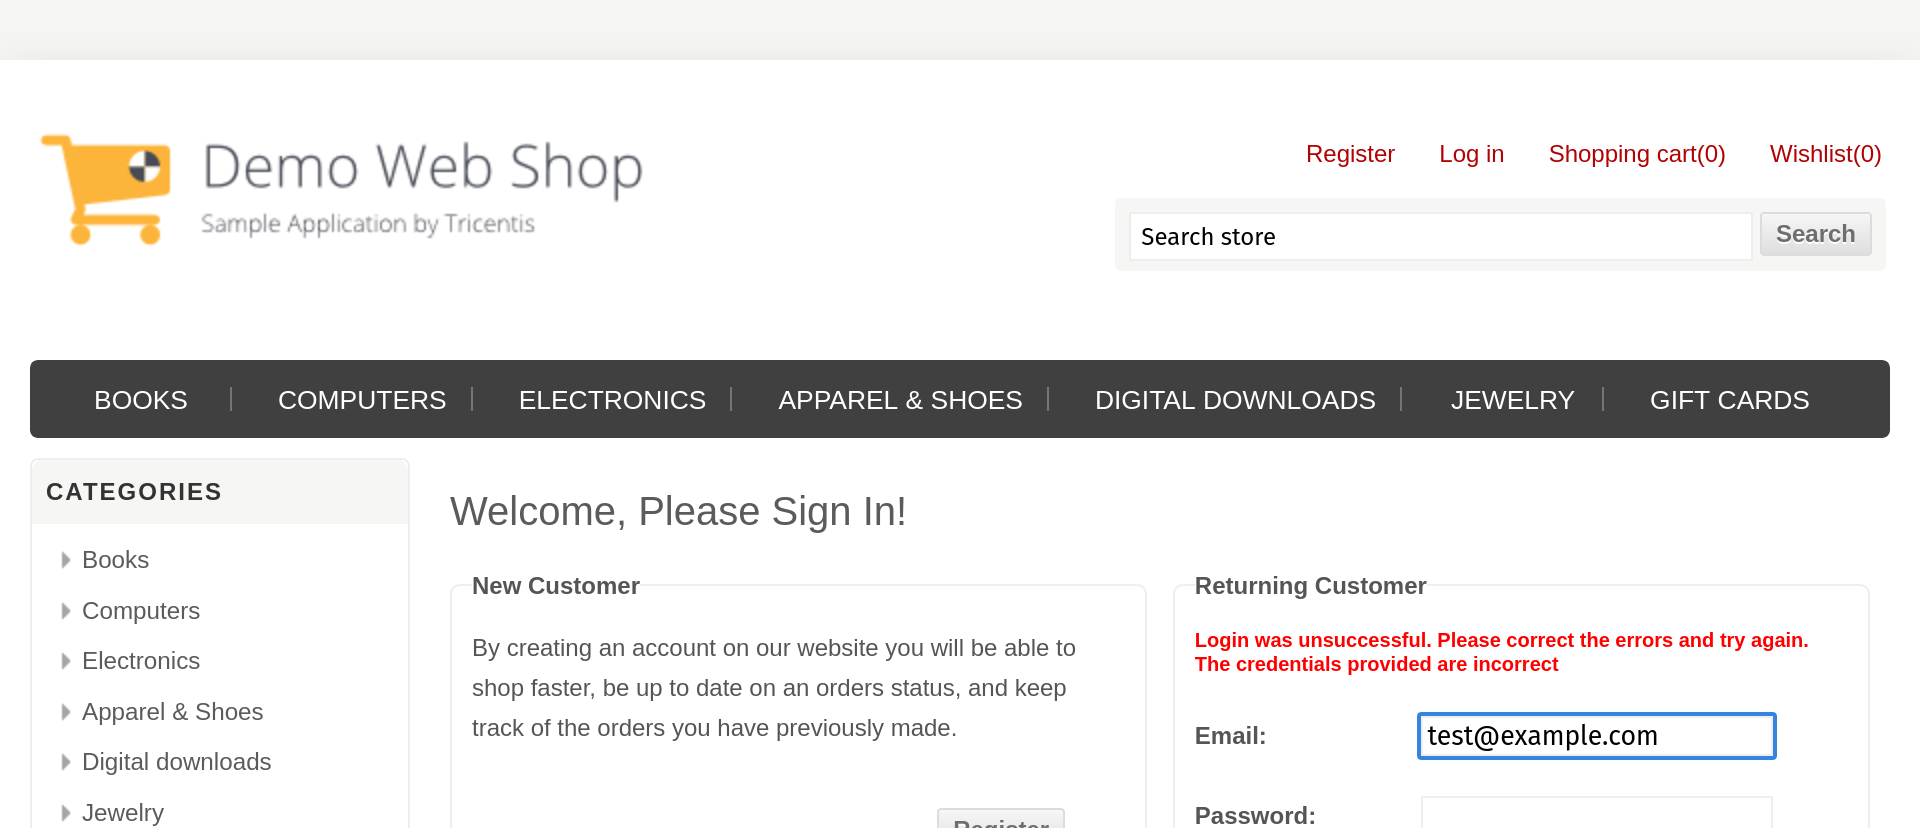 Demo Web Shop
Sample Application by Tricentis
Register Log in Shopping cart(0) Wishlist(0)
Search store Search
BOOKS COMPUTERS ELECTRONICS APPAREL & SHOES DIGITAL DOWNLOADS JEWELRY GIFT CARDS
CATEGORIES
Books
Computers
Electronics
Apparel & Shoes
Digital downloads
Jewelry
Welcome, Please Sign In!
New Customer
By creating an account on our website you will be able to
shop faster, be up to date on an orders status, and keep
track of the orders you have previously made.
Register
Returning Customer
Login was unsuccessful. Please correct the errors and try again.
The credentials provided are incorrect
Email: test@example.com
Password: